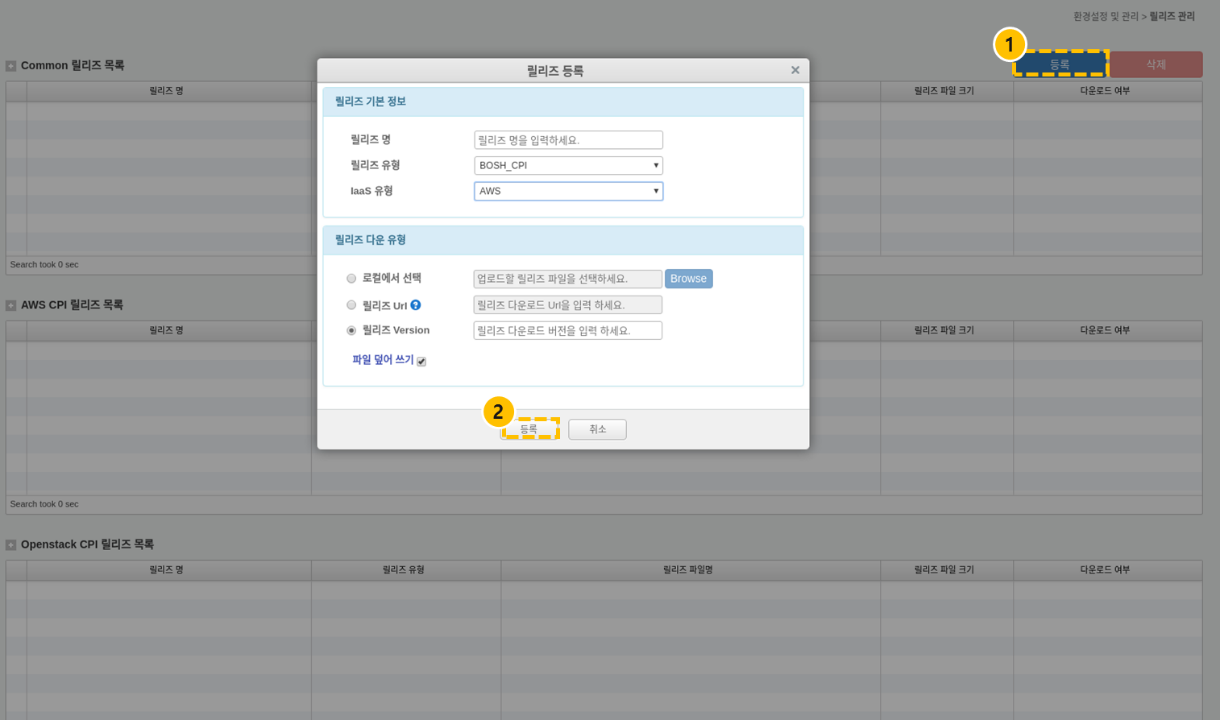 환경설정 및 관리 > 릴리즈 관리
1
Common 릴리즈 목록
등록
삭제
릴리즈 명
릴리즈 파일 크기
다운로드 여부
Search took 0 sec
릴리즈 등록
×
릴리즈 기본 정보
릴리즈 명
릴리즈 명을 입력하세요.
릴리즈 유형
BOSH_CPI
IaaS 유형
AWS
릴리즈 다운 유형
로컬에서 선택
업로드할 릴리즈 파일을 선택하세요.
Browse
릴리즈 Url ?
릴리즈 다운로드 Url을 입력 하세요.
릴리즈 Version
릴리즈 다운로드 버전을 입력 하세요.
파일 덮어 쓰기
2
등록
취소
AWS CPI 릴리즈 목록
릴리즈 명
릴리즈 파일 크기
다운로드 여부
Search took 0 sec
Openstack CPI 릴리즈 목록
릴리즈 명
릴리즈 유형
릴리즈 파일명
릴리즈 파일 크기
다운로드 여부